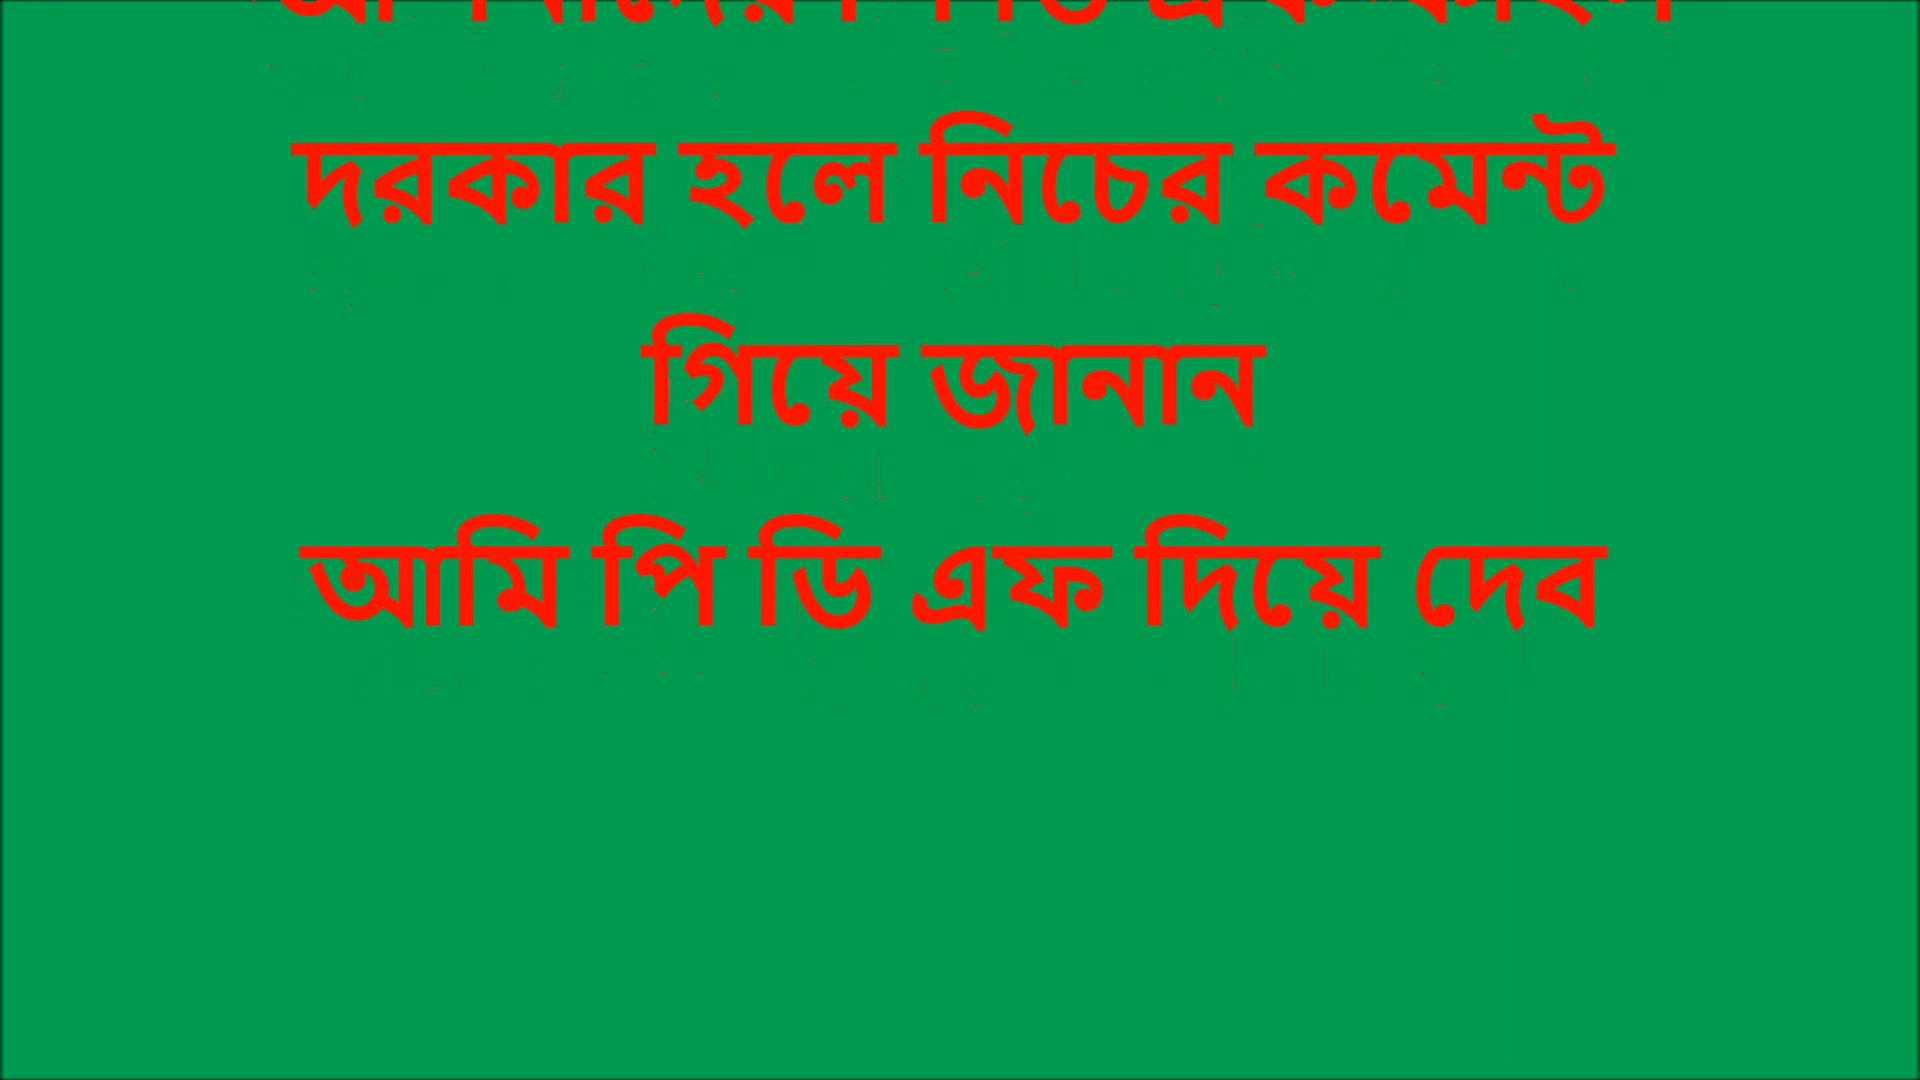 দরকার হলে নিচের কমেন্ট
গিয়ে জানান
আমি পি ডি এফ দিয়ে দেব